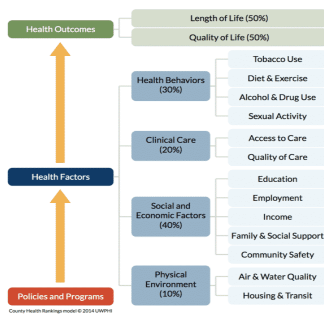 Health Outcomes
Length of Life (50%)
Quality of Life (50%)
Health Factors
Health Behaviors
(30%)
Tobacco Use
Diet & Exercise
Alcohol & Drug Use
Sexual Activity
Clinical Care
(20%)
Access to Care
Quality of Care
Social and
Economic Factors
(40%)
Education
Employment
Income
Family & Social Support
Community Safety
Physical
Environment
(10%)
Air & Water Quality
Housing & Transit
Policies and Programs
County Health Rankings model © 2014 UWPHI